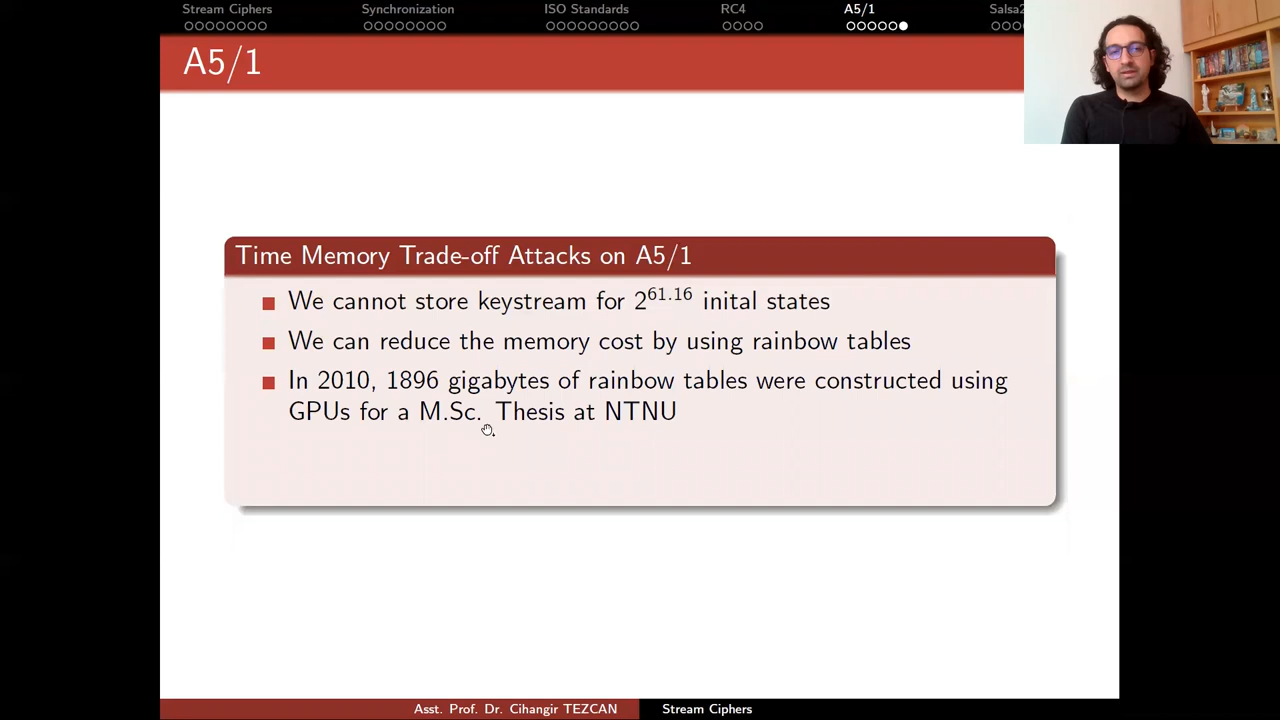 Stream Ciphers Synchronization ISO Standards RC4 A5/1 Salsa2
A5/1
Time Memory Trade-off Attacks on A5/1
We cannot store keystream for 2^61.16 inital states
We can reduce the memory cost by using rainbow tables
In 2010, 1896 gigabytes of rainbow tables were constructed using
GPUs for a M.Sc. Thesis at NTNU
Asst. Prof. Dr. Cihangir TEZCAN Stream Ciphers